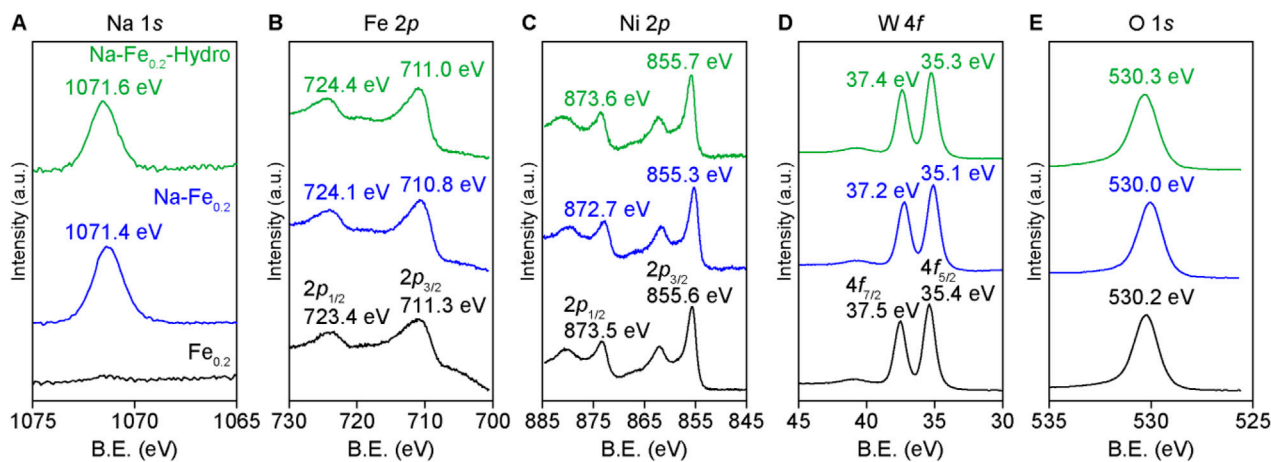 A Na 1s
Na-Fe0.2-Hydro
1071.6 eV
Na-Fe0.2
1071.4 eV
Fe0.2
Intensity (a.u.)
1075 1070 1065
B.E. (eV)
B Fe 2p
724.4 eV 711.0 eV
724.1 eV 710.8 eV
2p1/2 2p3/2
723.4 eV 711.3 eV
Intensity (a.u.)
730 720 710 700
B.E. (eV)
C Ni 2p
855.7 eV
873.6 eV
855.3 eV
872.7 eV
2p3/2
855.6 eV
2p1/2
873.5 eV
Intensity (a.u.)
885 875 865 855 845
B.E. (eV)
D W 4f
35.3 eV
37.4 eV
35.1 eV
37.2 eV
4f5/2
35.4 eV
4f7/2
37.5 eV
Intensity (a.u.)
45 40 35 30
B.E. (eV)
E O 1s
530.3 eV
530.0 eV
530.2 eV
Intensity (a.u.)
535 530 525
B.E. (eV)